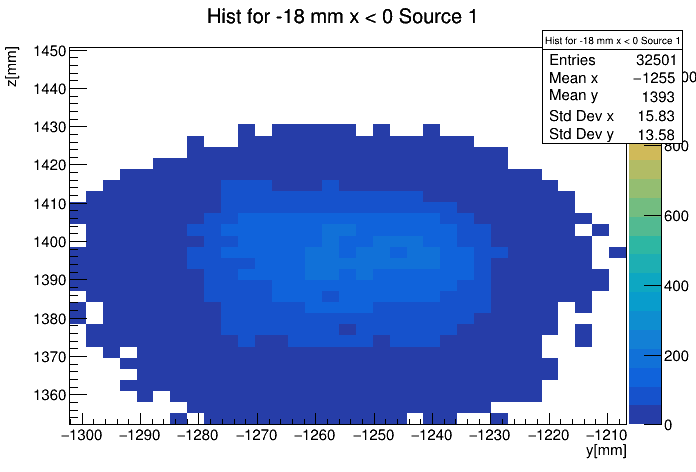 Hist for -18 mm x < 0 Source 1
Hist for -18 mm x < 0 Source 1
Entries 32501
Mean x −1255
Mean y 1393
Std Dev x 15.83
Std Dev y 13.58
z[mm]
1450
1440
1430
1420
1410
1400
1390
1380
1370
1360
00
800
600
400
200
0
−1300 −1290 −1280 −1270 −1260 −1250 −1240 −1230 −1220 −1210
y[mm]